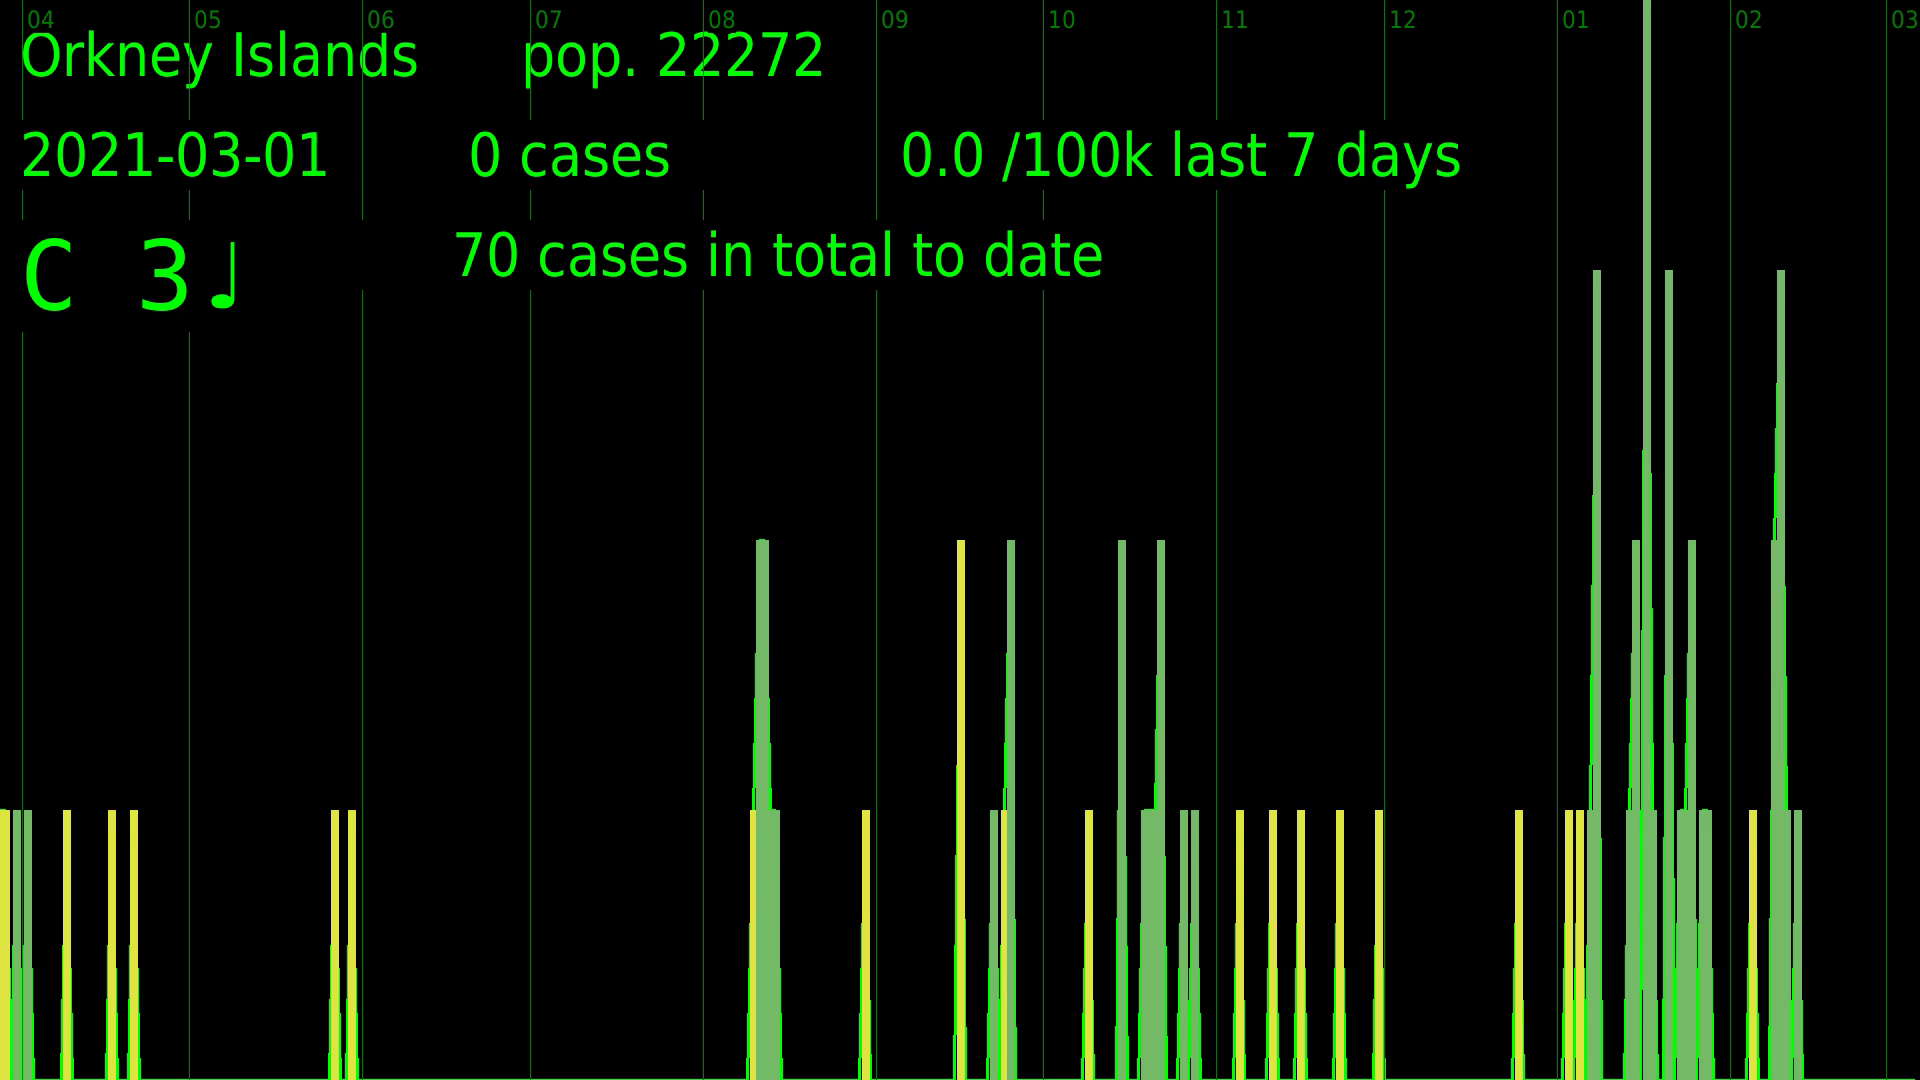 04 05 06 07 08 09 10 11 12 01 02 03
Orkney Islands pop. 22272
2021-03-01 0 cases 0.0 /100k last 7 days
C 3♩ 70 cases in total to date